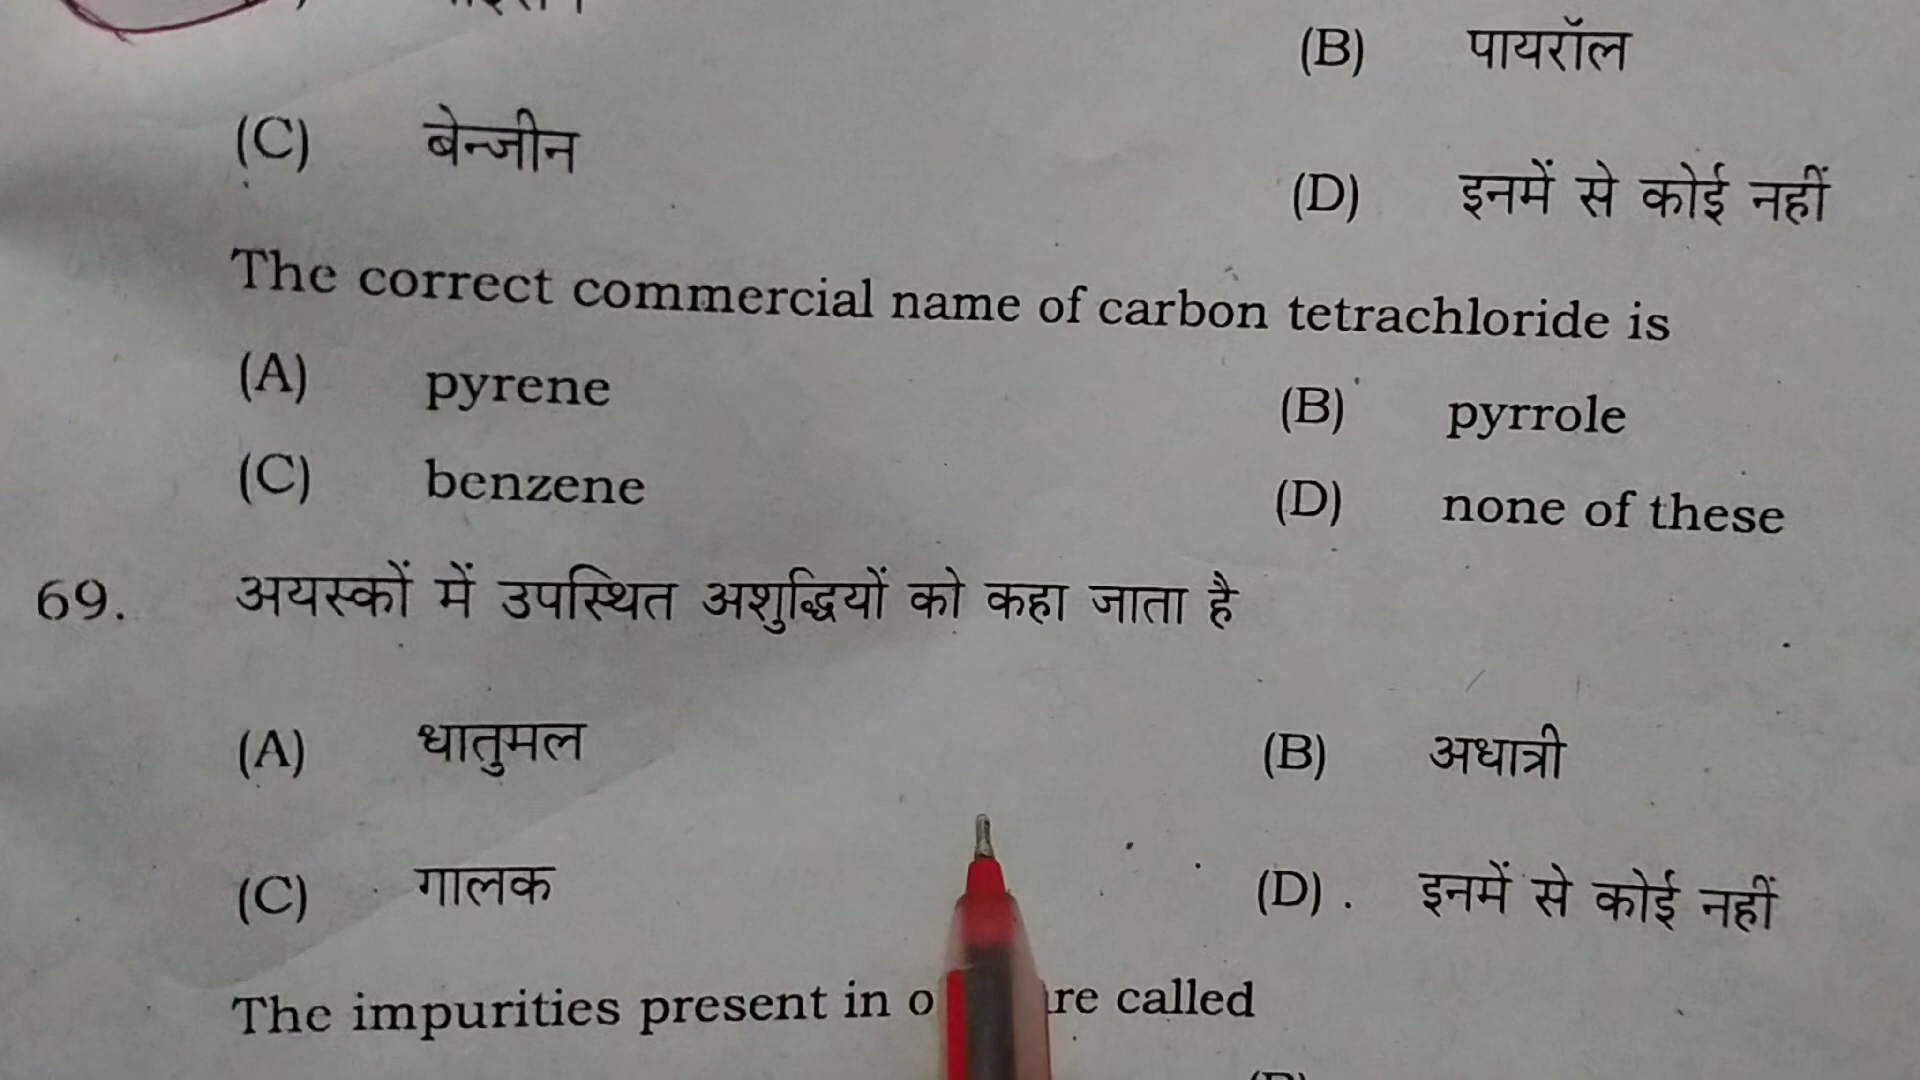 (B) पायरॉल
(C) बेन्जीन
(D) इनमें से कोई नहीं
The correct commercial name of carbon tetrachloride is
(A) pyrene
(B) pyrrole
(C) benzene
(D) none of these
69. अयस्कों में उपस्थित अशुद्धियों को कहा जाता है
(A) धातुमल
(B) अधात्री
(C) गालक
(D) . इनमें से कोई नहीं
The impurities present in o re called